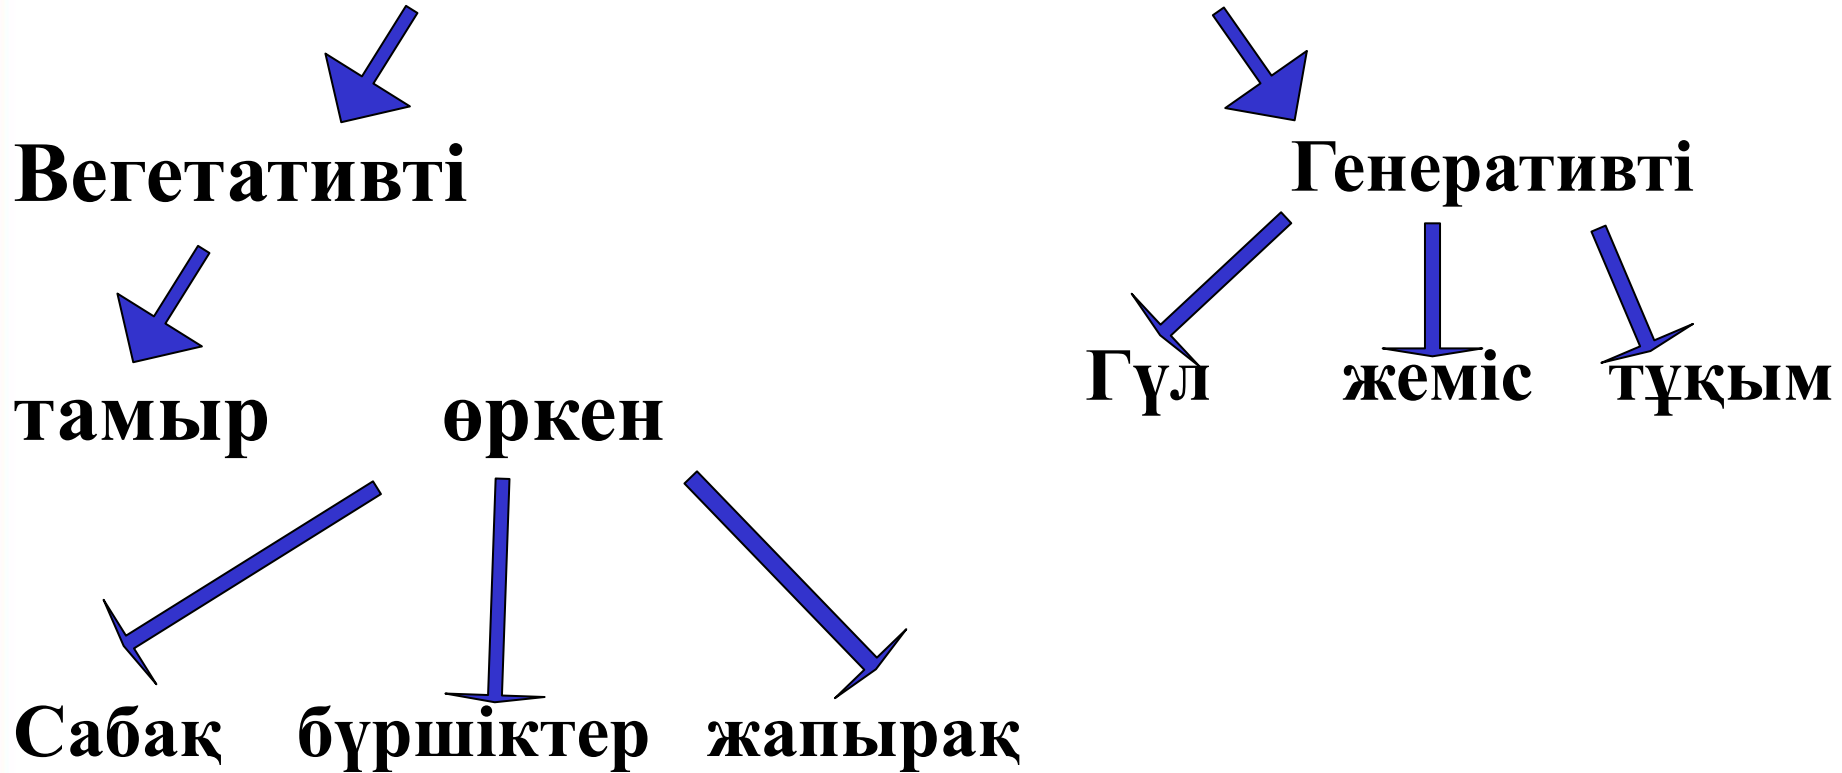 Вегетативті Генеративті
Гүл жеміс тұқым
тамыр өркен
Сабақ бүршіктер жапырақ